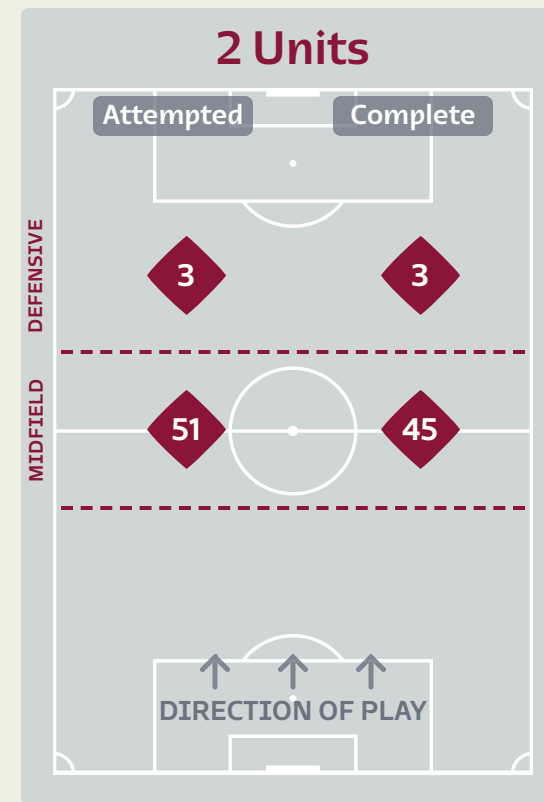 2 Units
Attempted Complete
DEFENSIVE
3 3
MIDFIELD
51 45
DIRECTION OF PLAY